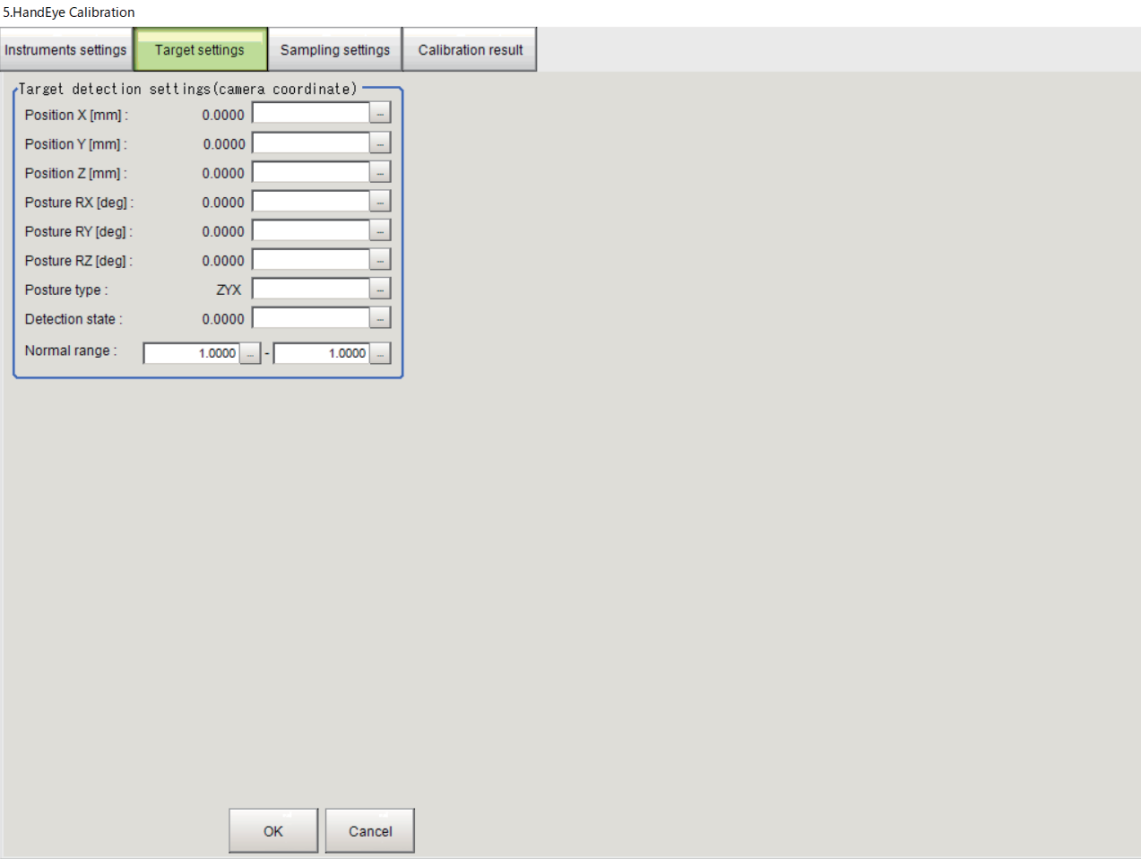 5.HandEye Calibration
Instruments settings Target settings Sampling settings Calibration result
Target detection settings(camera coordinate)
Position X [mm] : 0.0000 ...
Position Y [mm] : 0.0000 ...
Position Z [mm] : 0.0000 ...
Posture RX [deg] : 0.0000 ...
Posture RY [deg] : 0.0000 ...
Posture RZ [deg] : 0.0000 ...
Posture type : ZYX ...
Detection state : 0.0000 ...
Normal range : 1.0000 ... - 1.0000 ...
OK Cancel